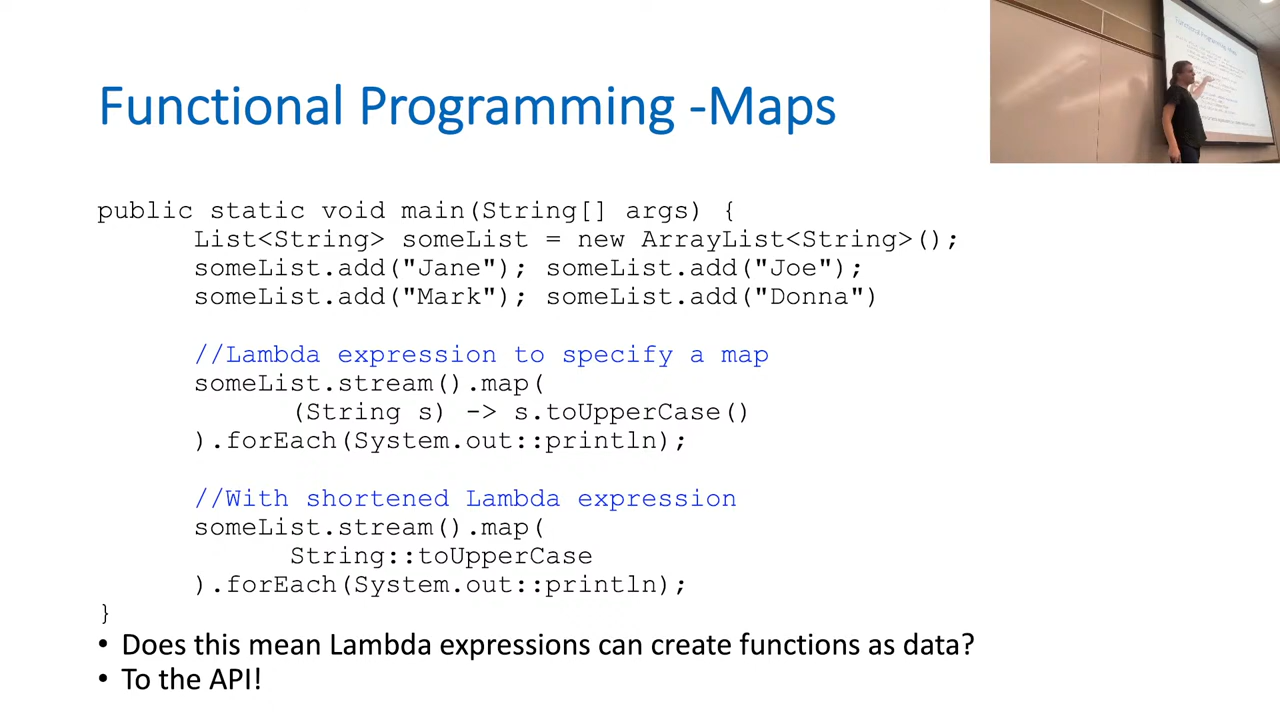 Functional Programming -Maps
public static void main(String[] args) {
List<String> someList = new ArrayList<String>();
someList.add("Jane"); someList.add("Joe");
someList.add("Mark"); someList.add("Donna")
//Lambda expression to specify a map
someList.stream().map(
(String s) -> s.toUpperCase()
).forEach(System.out::println);
//With shortened Lambda expression
someList.stream().map(
String::toUpperCase
).forEach(System.out::println);
}
• Does this mean Lambda expressions can create functions as data?
• To the API!
Functional Programming -Maps